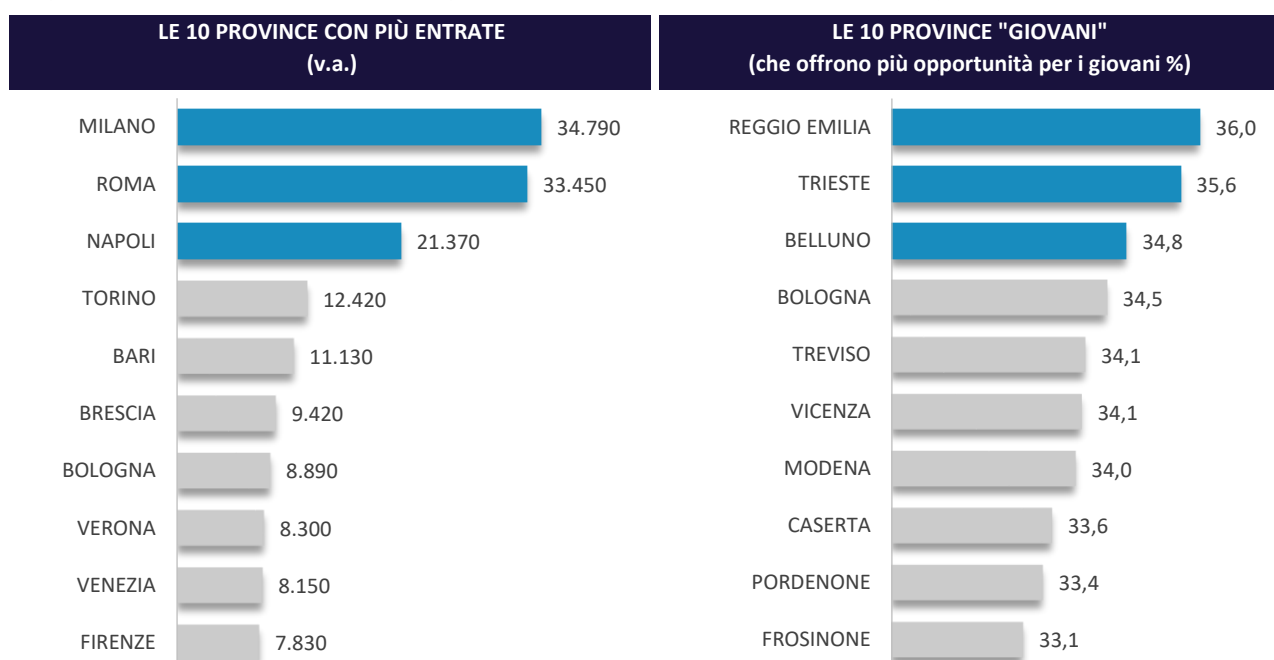 LE 10 PROVINCE CON PIÙ ENTRATE
(v.a.)
MILANO 34.790
ROMA 33.450
NAPOLI 21.370
TORINO 12.420
BARI 11.130
BRESCIA 9.420
BOLOGNA 8.890
VERONA 8.300
VENEZIA 8.150
FIRENZE 7.830
LE 10 PROVINCE "GIOVANI"
(che offrono più opportunità per i giovani %)
REGGIO EMILIA 36,0
TRIESTE 35,6
BELLUNO 34,8
BOLOGNA 34,5
TREVISO 34,1
VICENZA 34,1
MODENA 34,0
CASERTA 33,6
PORDENONE 33,4
FROSINONE 33,1